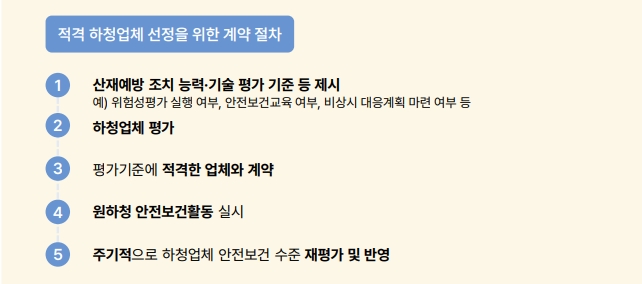 적격 하청업체 선정을 위한 계약 절차
1 산재예방 조치 능력·기술 평가 기준 등 제시
예) 위험성평가 실행 여부, 안전보건교육 여부, 비상시 대응계획 마련 여부 등
2 하청업체 평가
3 평가기준에 적격한 업체와 계약
4 원하청 안전보건활동 실시
5 주기적으로 하청업체 안전보건 수준 재평가 및 반영